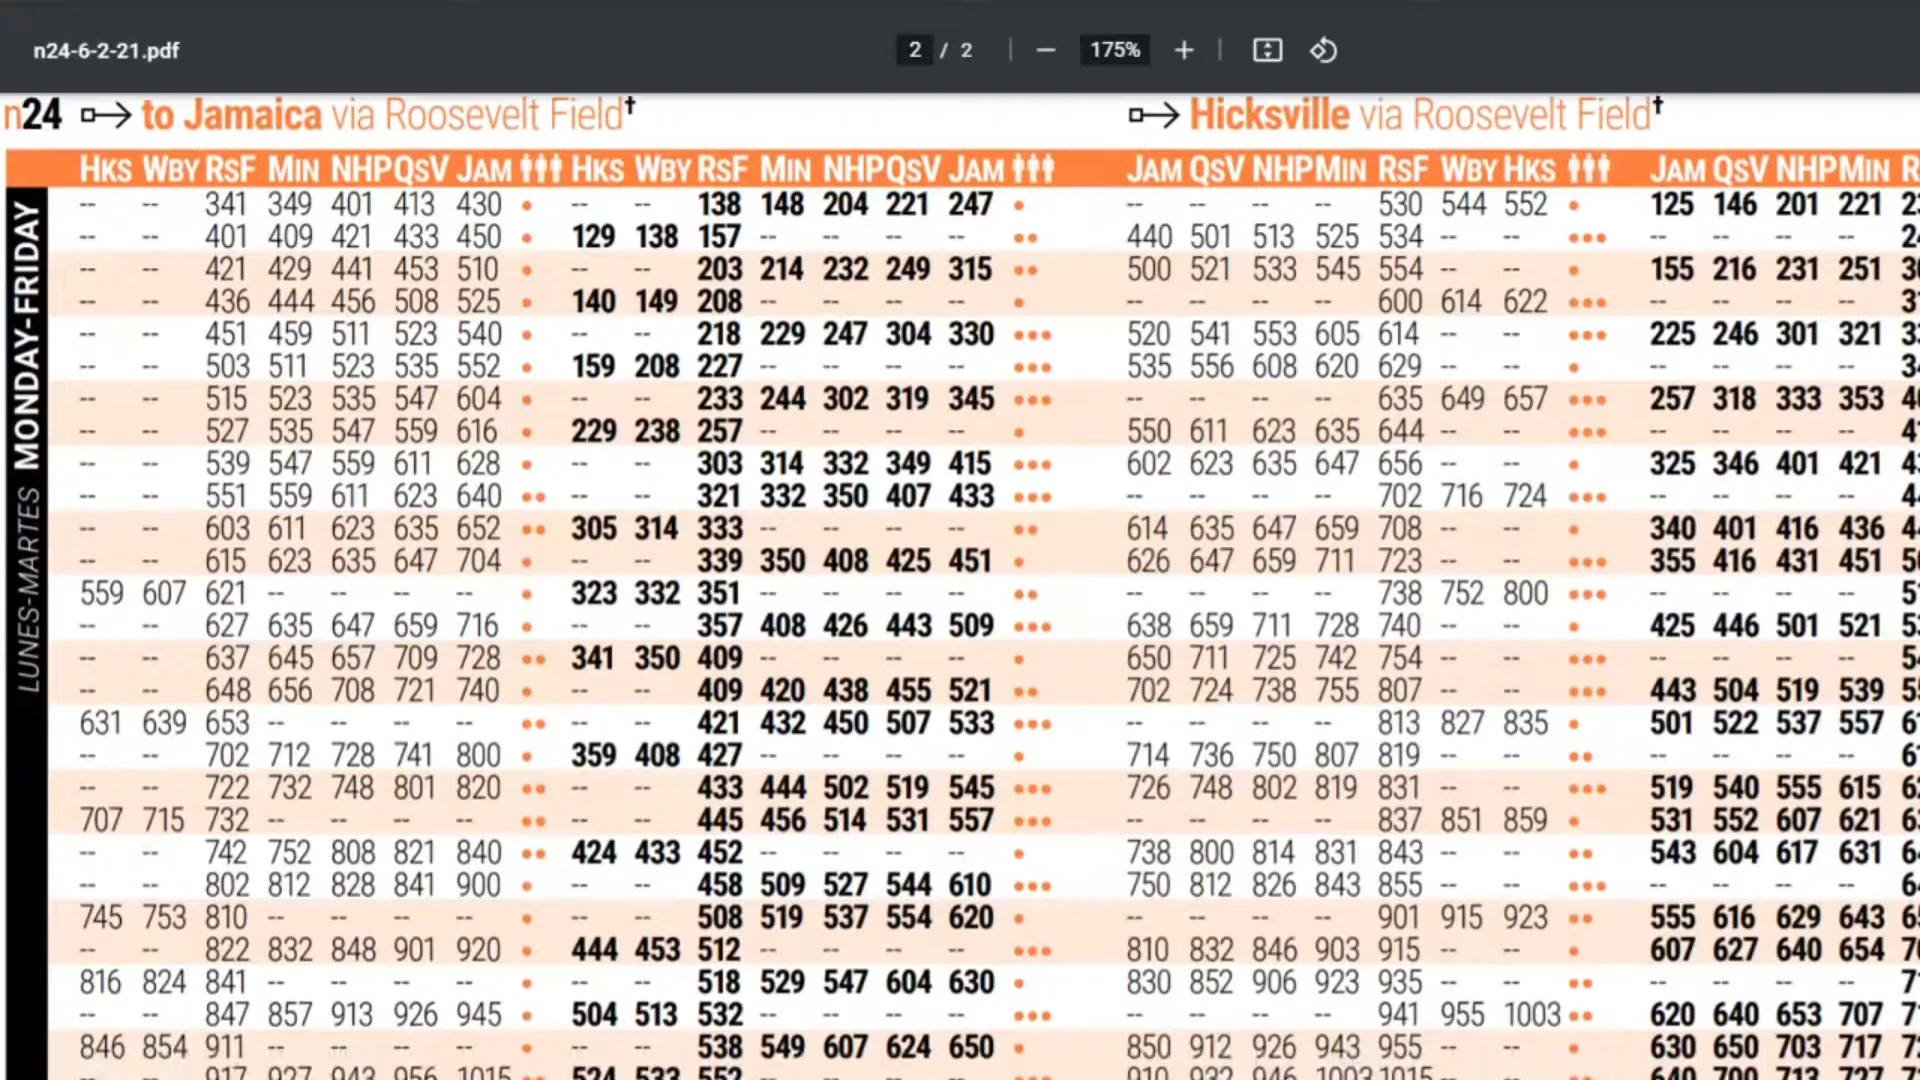 n24-6-2-21.pdf 2 / 2 175%
n24 to Jamaica via Roosevelt Field† Hicksville via Roosevelt Field†
HKS WBY RSF MIN NHP QSV JAM HKS WBY RSF MIN NHP QSV JAM JAM QSV NHP MIN RSF WBY HKS JAM QSV NHP MIN
LUNES-MARTES MONDAY-FRIDAY
-- -- 341 349 401 413 430 -- -- 138 148 204 221 247 -- -- -- -- 530 544 552 125 146 201 221
-- -- 401 409 421 433 450 129 138 157 -- -- -- -- 440 501 513 525 534 -- -- -- -- -- --
-- -- 421 429 441 453 510 -- -- 203 214 232 249 315 500 521 533 545 554 -- -- 155 216 231 251
-- -- 436 444 456 508 525 140 149 208 -- -- -- -- -- -- -- -- 600 614 622 -- -- -- --
-- -- 451 459 511 523 540 -- -- 218 229 247 304 330 520 541 553 605 614 -- -- 225 246 301 321
-- -- 503 511 523 535 552 159 208 227 -- -- -- -- 535 556 608 620 629 -- -- -- -- -- --
-- -- 515 523 535 547 604 -- -- 233 244 302 319 345 -- -- -- -- 635 649 657 257 318 333 353
-- -- 527 535 547 559 616 229 238 257 -- -- -- -- 550 611 623 635 644 -- -- -- -- -- --
-- -- 539 547 559 611 628 -- -- 303 314 332 349 415 602 623 635 647 656 -- -- 325 346 401 421
-- -- 551 559 611 623 640 -- -- 321 332 350 407 433 -- -- -- -- 702 716 724 -- -- -- --
-- -- 603 611 623 635 652 305 314 333 -- -- -- -- 614 635 647 659 708 -- -- 340 401 416 436
-- -- 615 623 635 647 704 -- -- 339 350 408 425 451 626 647 659 711 723 -- -- 355 416 431 451
559 607 621 -- -- -- -- 323 332 351 -- -- -- -- -- -- -- -- 738 752 800 -- -- -- --
-- -- 627 635 647 659 716 -- -- 357 408 426 443 509 638 659 711 728 740 -- -- 425 446 501 521
-- -- 637 645 657 709 728 341 350 409 -- -- -- -- 650 711 725 742 754 -- -- -- -- -- --
-- -- 648 656 708 721 740 -- -- 409 420 438 455 521 702 724 738 755 807 -- -- 443 504 519 539
631 639 653 -- -- -- -- -- -- 421 432 450 507 533 -- -- -- -- 813 827 835 501 522 537 557
-- -- 702 712 728 741 800 359 408 427 -- -- -- -- 714 736 750 807 819 -- -- -- -- -- --
-- -- 722 732 748 801 820 -- -- 433 444 502 519 545 726 748 802 819 831 -- -- 519 540 555 615
707 715 732 -- -- -- -- -- -- 445 456 514 531 557 -- -- -- -- 837 851 859 531 552 607 621
-- -- 742 752 808 821 840 424 433 452 -- -- -- -- 738 800 814 831 843 -- -- 543 604 617 631
-- -- 802 812 828 841 900 -- -- 458 509 527 544 610 750 812 826 843 855 -- -- -- -- -- --
745 753 810 -- -- -- -- -- -- 508 519 537 554 620 -- -- -- -- 901 915 923 555 616 629 643
-- -- 822 832 848 901 920 444 453 512 -- -- -- -- 810 832 846 903 915 -- -- 607 627 640 654
816 824 841 -- -- -- -- -- -- 518 529 547 604 630 830 852 906 923 935 -- -- -- -- -- --
-- -- 847 857 913 926 945 504 513 532 -- -- -- -- -- -- -- -- 941 955 1003 620 640 653 707
846 854 911 -- -- -- -- -- -- 538 549 607 624 650 850 912 926 943 955 -- -- 630 650 703 717
-- -- 917 927 943 956 1015 524 533 552 -- -- -- -- 910 932 946 1003 1015 -- -- 640 700 713 727